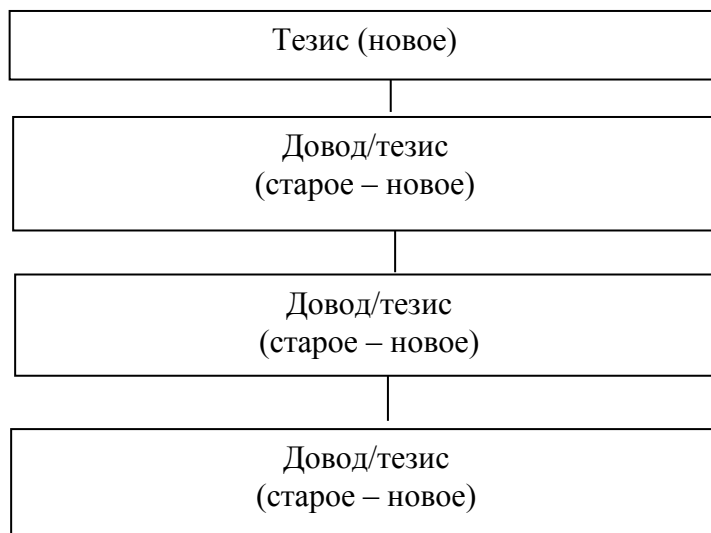 Тезис (новое)
Довод/тезис
(старое – новое)
Довод/тезис
(старое – новое)
Довод/тезис
(старое – новое)